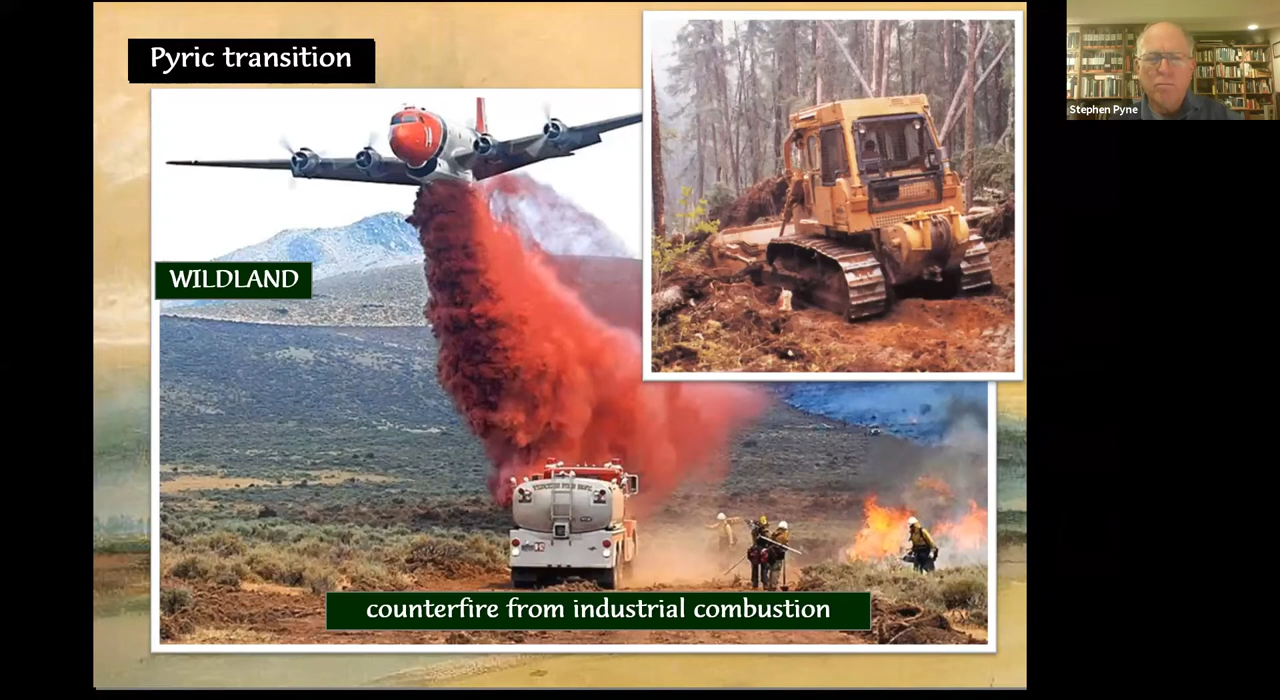 Pyric transition
Stephen Pyne
WILDLAND
counterfire from industrial combustion